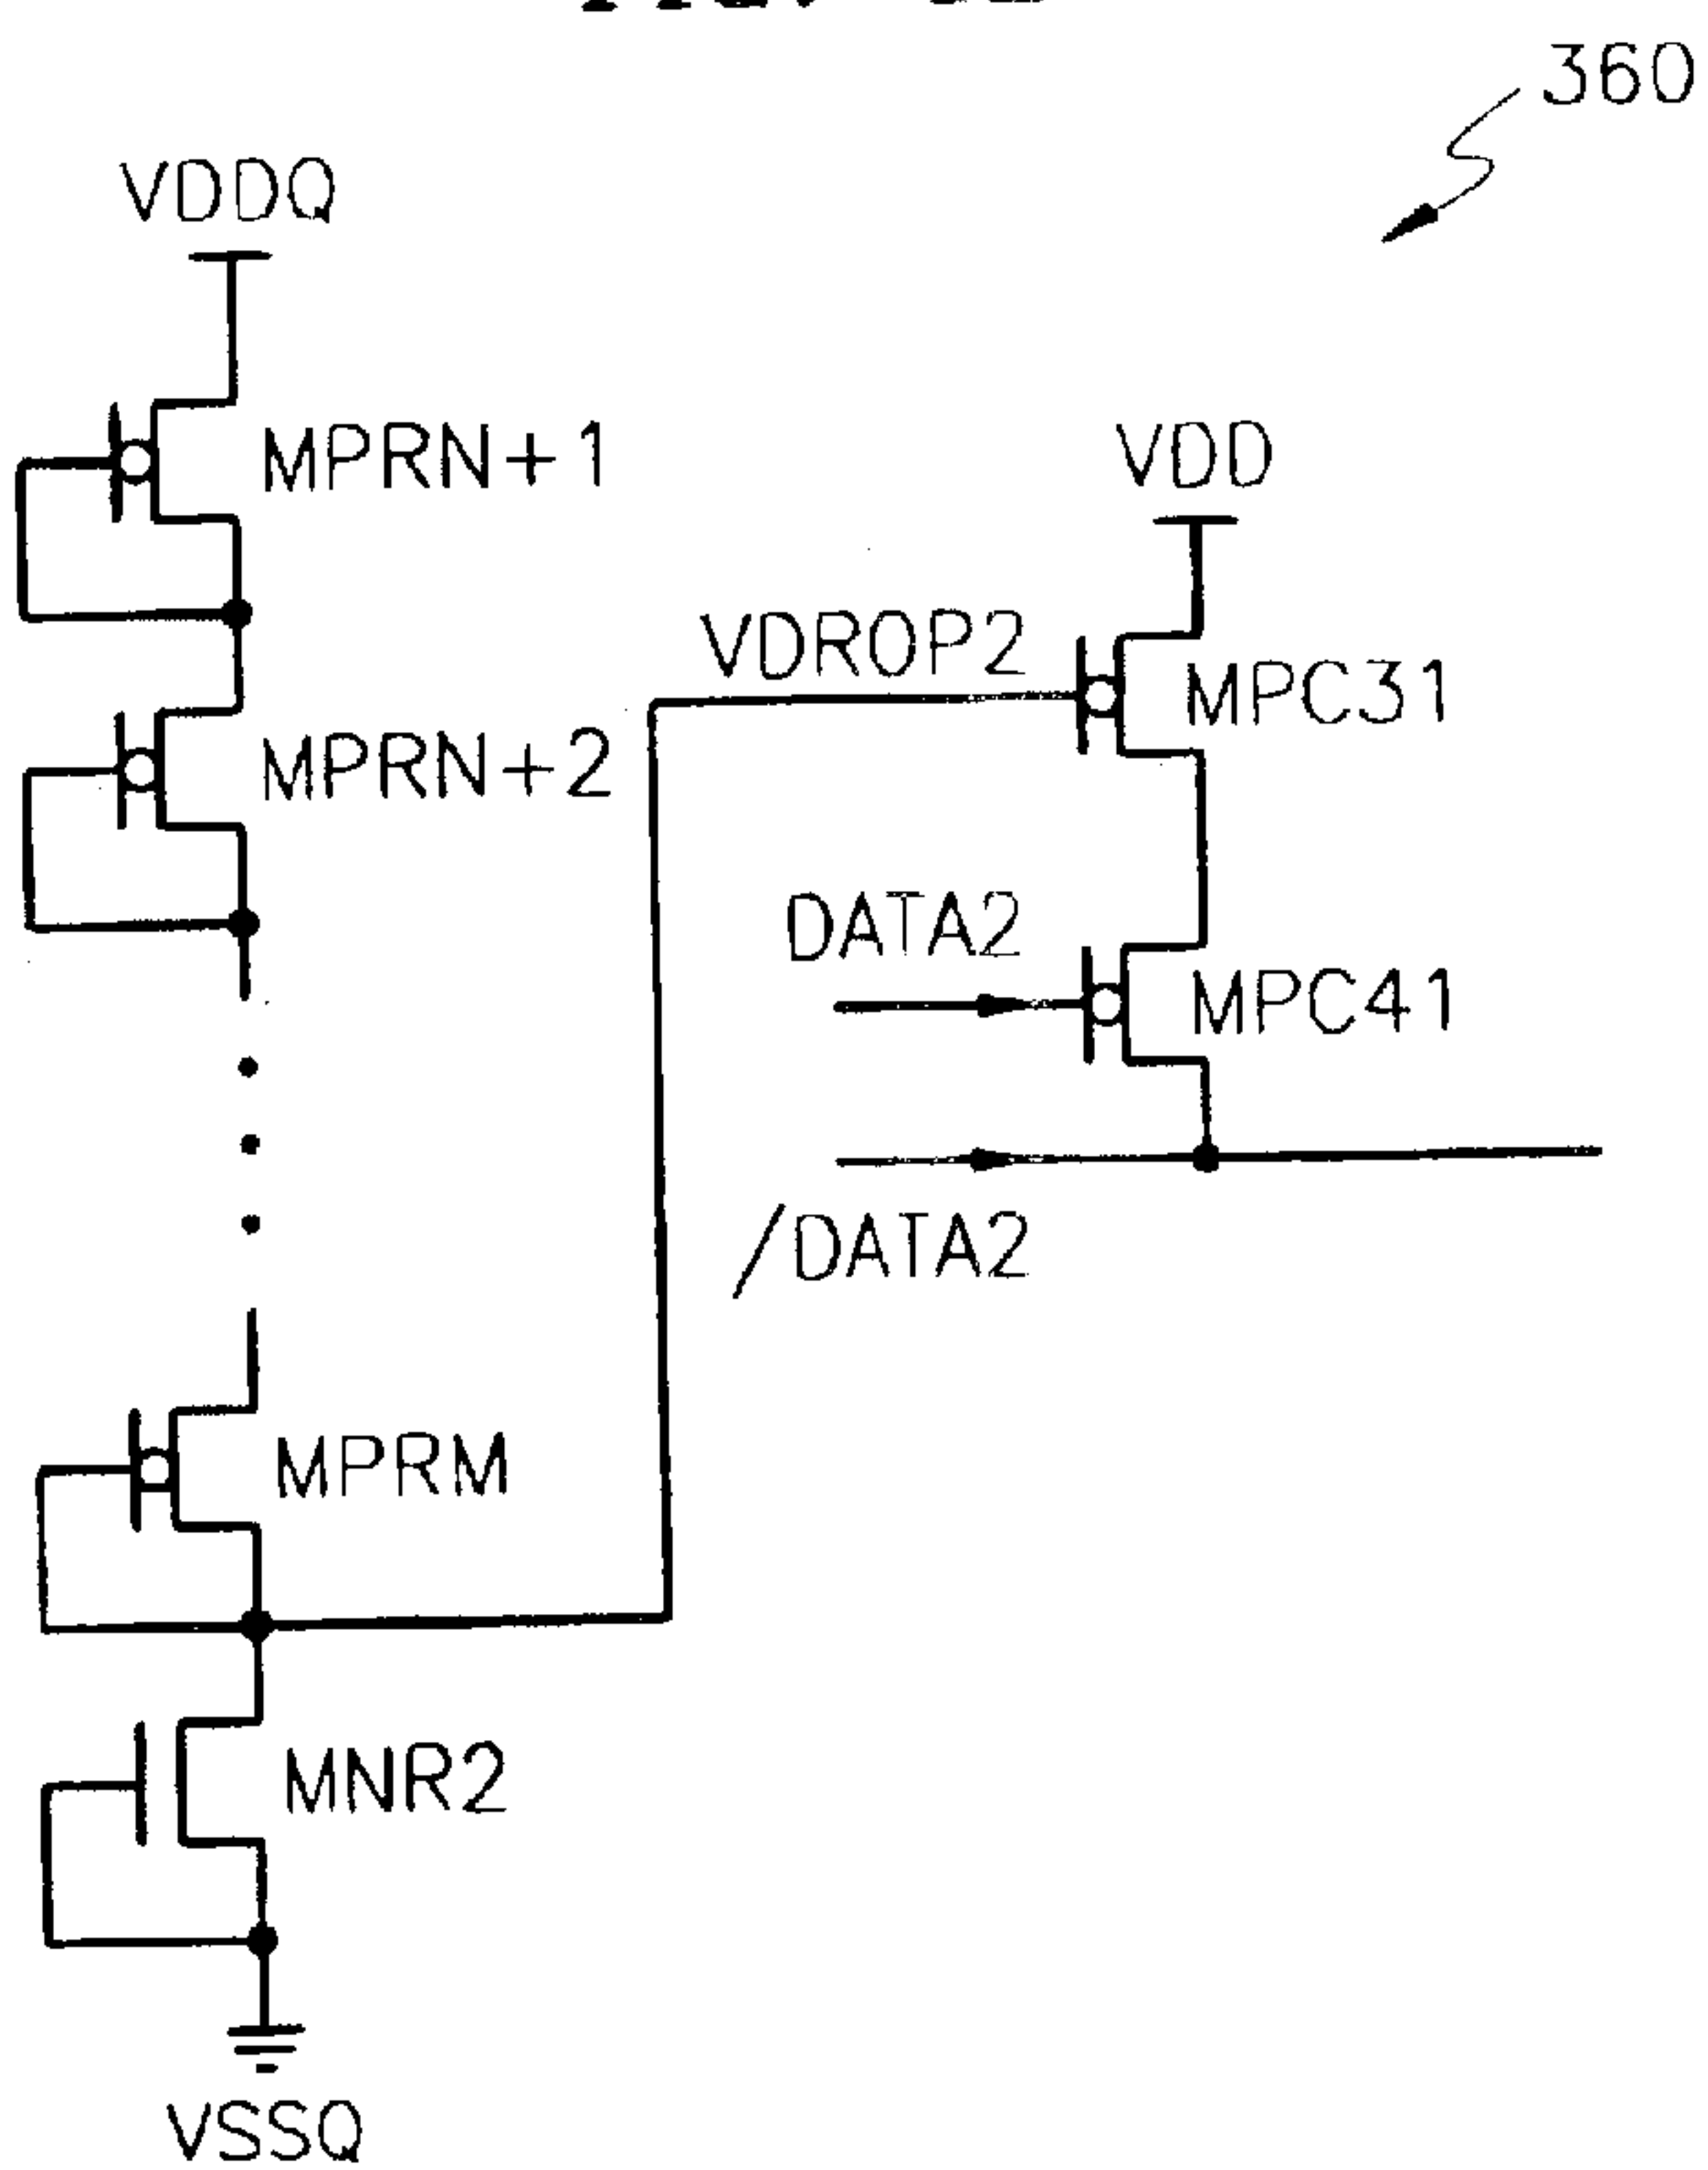 360
VDDQ
MPRN+1
VDD
VDROP2
MPC31
MPRN+2
DATA2
MPC41
/DATA2
MPRM
MNR2
VSSQ